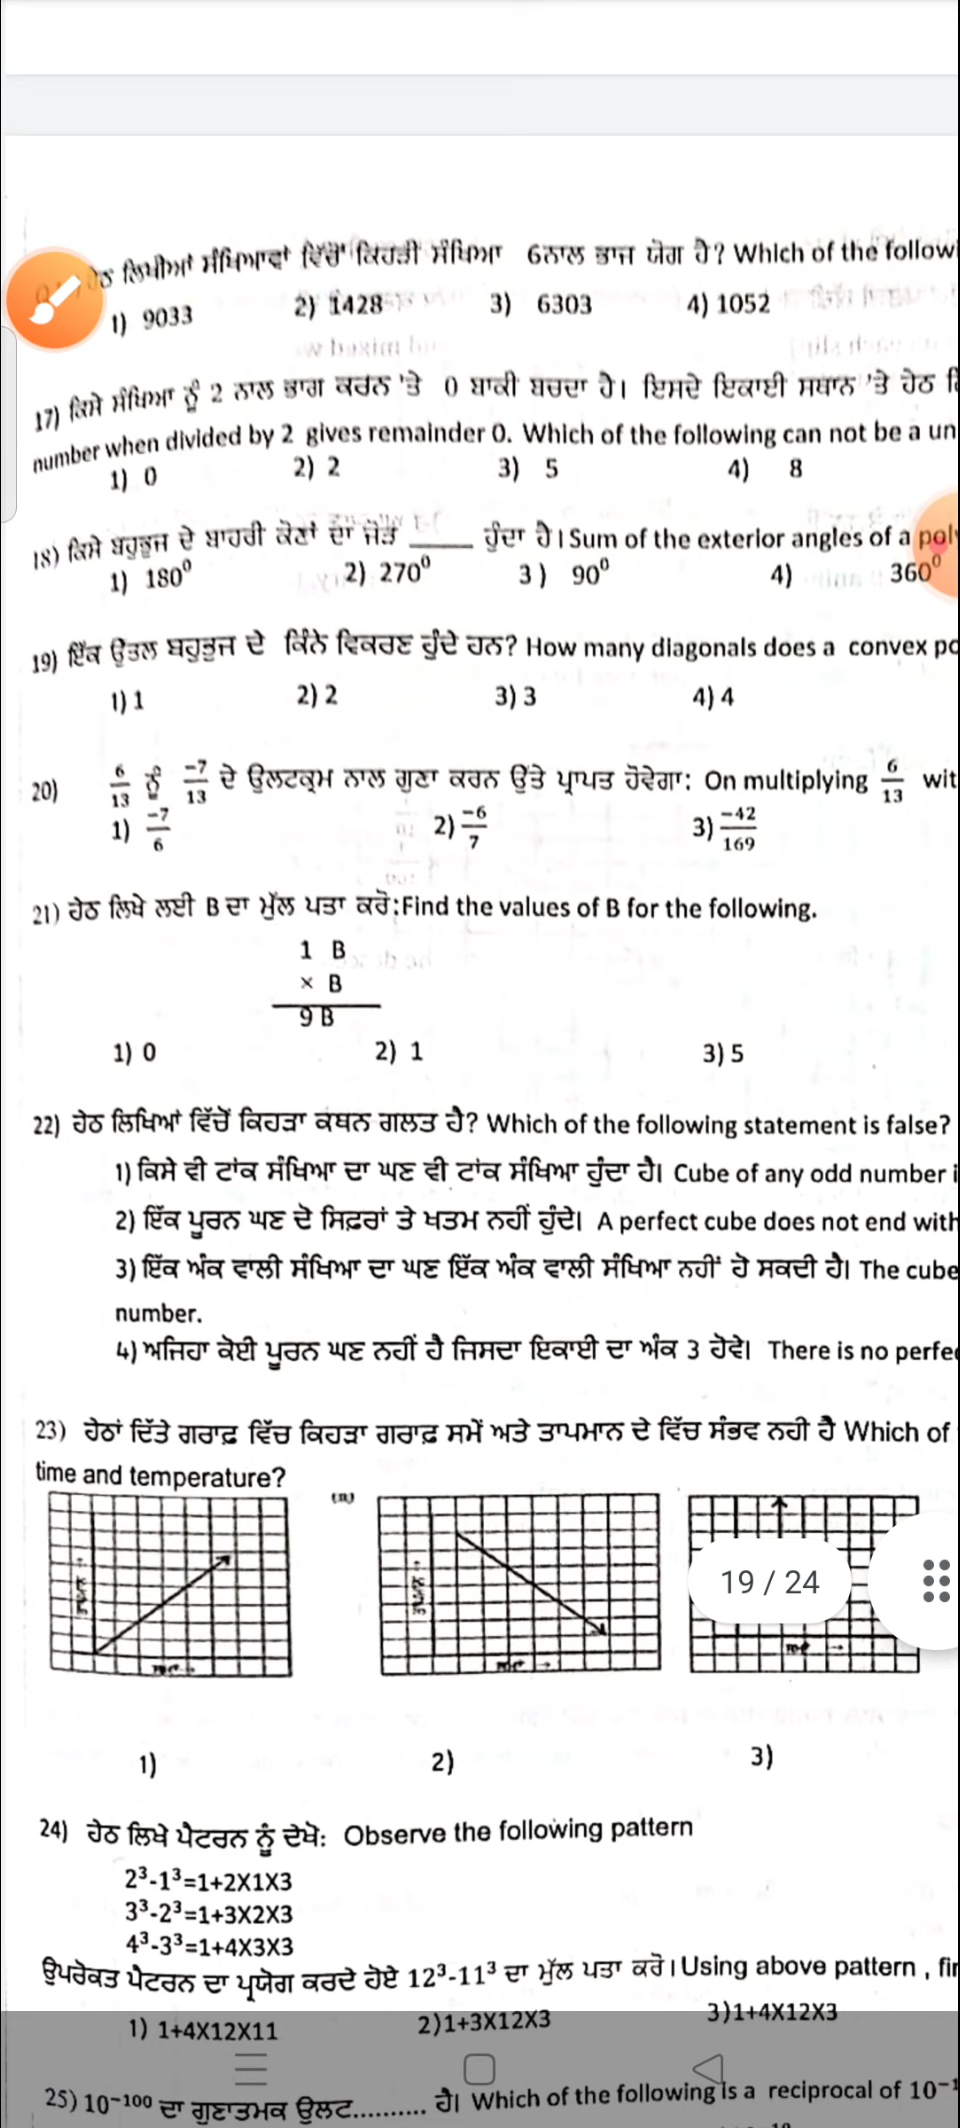 ਹੇਠ ਲਿਖੀਆਂ ਸੰਖਿਆਵਾਂ ਵਿੱਚੋਂ ਕਿਹੜੀ ਸੰਖਿਆ 6ਨਾਲ ਭਾਜ ਯੋਗ ਹੈ? Which of the follow
1) 9033 2) 1428 3) 6303 4) 1052
17) ਕਿਸੇ ਸੰਖਿਆ ਨੂੰ 2 ਨਾਲ ਭਾਗ ਕਰਨ 'ਤੇ 0 ਬਾਕੀ ਬਚਦਾ ਹੈ। ਇਸਦੇ ਇਕਾਈ ਸਥਾਨ 'ਤੇ ਹੇਠ
number when divided by 2 gives remainder 0. Which of the following can not be a un
1) 0 2) 2 3) 5 4) 8
18) ਕਿਸੇ ਬਹੁਭੁਜ ਦੇ ਬਾਹਰੀ ਕੋਣਾਂ ਦਾ ਜੋੜ _____ ਹੁੰਦਾ ਹੈ। Sum of the exterior angles of a pol
1) 180⁰ 2) 270⁰ 3 ) 90⁰ 4) 360⁰
19) ਇੱਕ ਉਤਲ ਬਹੁਭੁਜ ਦੇ ਕਿੰਨੇ ਵਿਕਰਣ ਹੁੰਦੇ ਹਨ? How many diagonals does a convex po
1) 1 2) 2 3) 3 4) 4
20) 6/13 ਨੂੰ -7/13 ਦੇ ਉਲਟਕ੍ਰਮ ਨਾਲ ਗੁਣਾ ਕਰਨ ਉੱਤੇ ਪ੍ਰਾਪਤ ਹੋਵੇਗਾ: On multiplying 6/13 wit
1) -7/6 2) -6/7 3) -42/169
21) ਹੇਠ ਲਿਖੇ ਲਈ B ਦਾ ਮੁੱਲ ਪਤਾ ਕਰੋ:Find the values of B for the following.
1 B
× B
9 B
1) 0 2) 1 3) 5
22) ਹੇਠ ਲਿਖਿਆਂ ਵਿੱਚੋਂ ਕਿਹੜਾ ਕਥਨ ਗਲਤ ਹੈ? Which of the following statement is false?
1) ਕਿਸੇ ਵੀ ਟਾਂਕ ਸੰਖਿਆ ਦਾ ਘਣ ਵੀ ਟਾਂਕ ਸੰਖਿਆ ਹੁੰਦਾ ਹੈ। Cube of any odd number i
2) ਇੱਕ ਪੂਰਨ ਘਣ ਦੋ ਸਿਫ਼ਰਾਂ ਤੇ ਖਤਮ ਨਹੀਂ ਹੁੰਦੇ। A perfect cube does not end with
3) ਇੱਕ ਅੰਕ ਵਾਲੀ ਸੰਖਿਆ ਦਾ ਘਣ ਇੱਕ ਅੰਕ ਵਾਲੀ ਸੰਖਿਆ ਨਹੀਂ ਹੋ ਸਕਦੀ ਹੈ। The cube
number.
4) ਅਜਿਹਾ ਕੋਈ ਪੂਰਨ ਘਣ ਨਹੀਂ ਹੈ ਜਿਸਦਾ ਇਕਾਈ ਦਾ ਅੰਕ 3 ਹੋਵੇ। There is no perfe
23) ਹੇਠਾਂ ਦਿੱਤੇ ਗਰਾਫ਼ ਵਿੱਚ ਕਿਹੜਾ ਗਰਾਫ਼ ਸਮੇਂ ਅਤੇ ਤਾਪਮਾਨ ਦੇ ਵਿੱਚ ਸੰਭਵ ਨਹੀ ਹੈ Which of
time and temperature?
19 / 24
1) 2) 3)
24) ਹੇਠ ਲਿਖੇ ਪੈਟਰਨ ਨੂੰ ਦੇਖੋ: Observe the following pattern
2³-1³=1+2X1X3
3³-2³=1+3X2X3
4³-3³=1+4X3X3
ਉਪਰੋਕਤ ਪੈਟਰਨ ਦਾ ਪ੍ਰਯੋਗ ਕਰਦੇ ਹੋਏ 12³-11³ ਦਾ ਮੁੱਲ ਪਤਾ ਕਰੋ। Using above pattern , fin
1) 1+4X12X11 2)1+3X12X3 3)1+4X12X3
25) 10⁻¹⁰⁰ ਦਾ ਗੁਣਾਤਮਕ ਉਲਟ.......... ਹੈ। Which of the following is a reciprocal of 10⁻¹